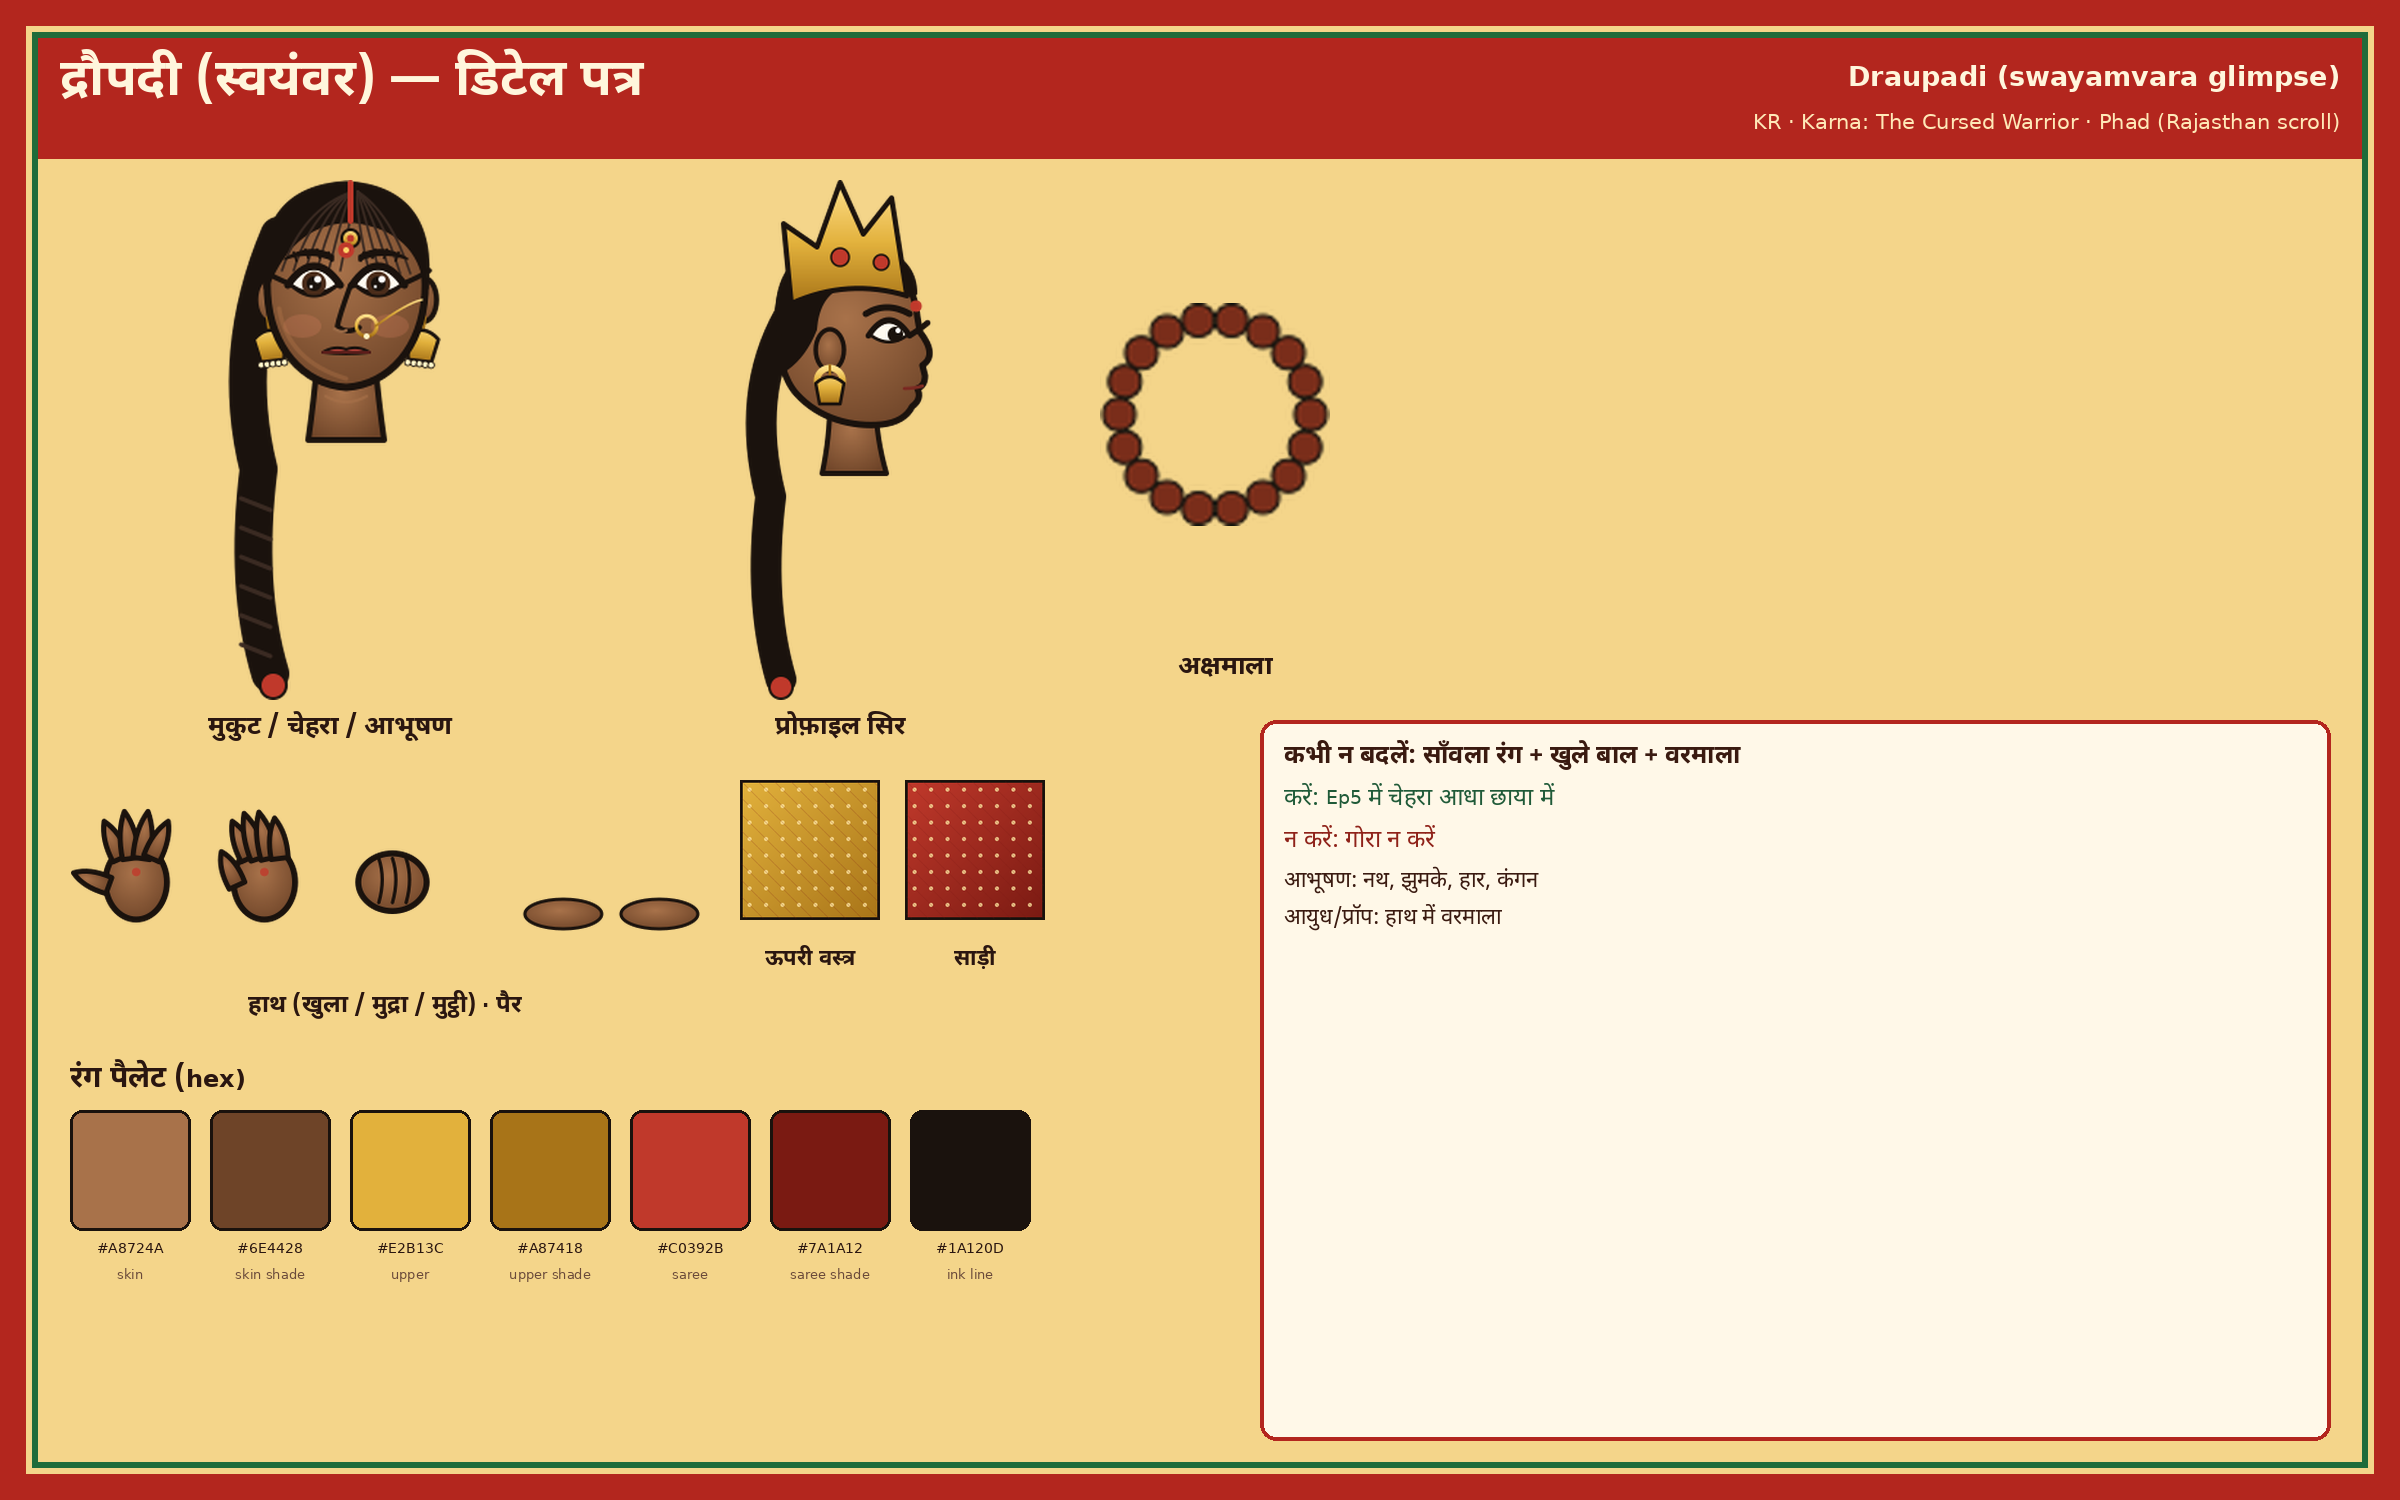 द्रौपदी (स्वयंवर) — डिटेल पत्र
Draupadi (swayamvara glimpse)
KR · Karna: The Cursed Warrior · Phad (Rajasthan scroll)
अक्षमाला
मुकुट / चेहरा / आभूषण
प्रोफ़ाइल सिर
कभी न बदलें: साँवला रंग + खुले बाल + वरमाला
करें: Ep5 में चेहरा आधा छाया में
न करें: गोरा न करें
आभूषण: नथ, झुमके, हार, कंगन
आयुध/प्रॉप: हाथ में वरमाला
ऊपरी वस्त्र
साड़ी
हाथ (खुला / मुद्रा / मुट्ठी) · पैर
रंग पैलेट (hex)
#A8724A #6E4428 #E2B13C #A87418 #C0392B #7A1A12 #1A120D
skin skin shade upper upper shade saree saree shade ink line